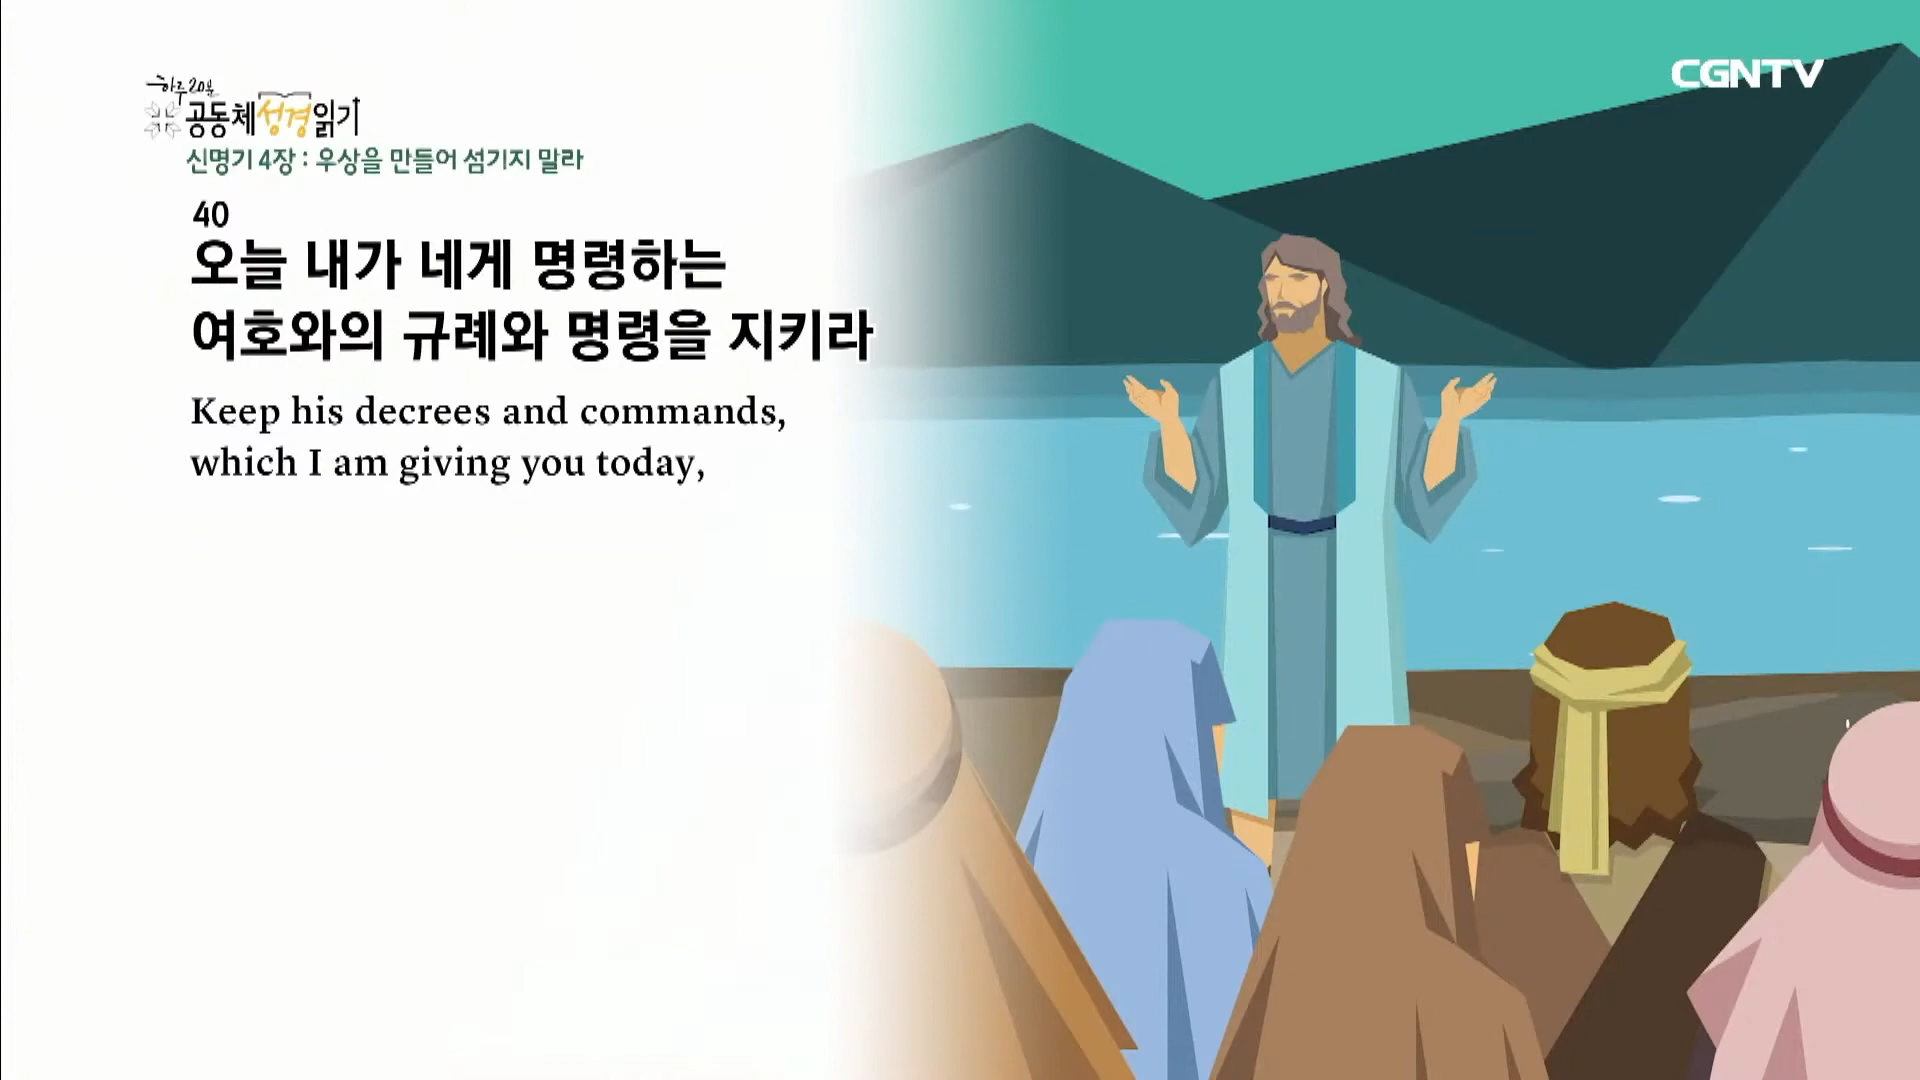 하루 20분
공동체성경읽기
CGNTV
신명기 4장 : 우상을 만들어 섬기지 말라
40
오늘 내가 네게 명령하는
여호와의 규례와 명령을 지키라
Keep his decrees and commands,
which I am giving you today,